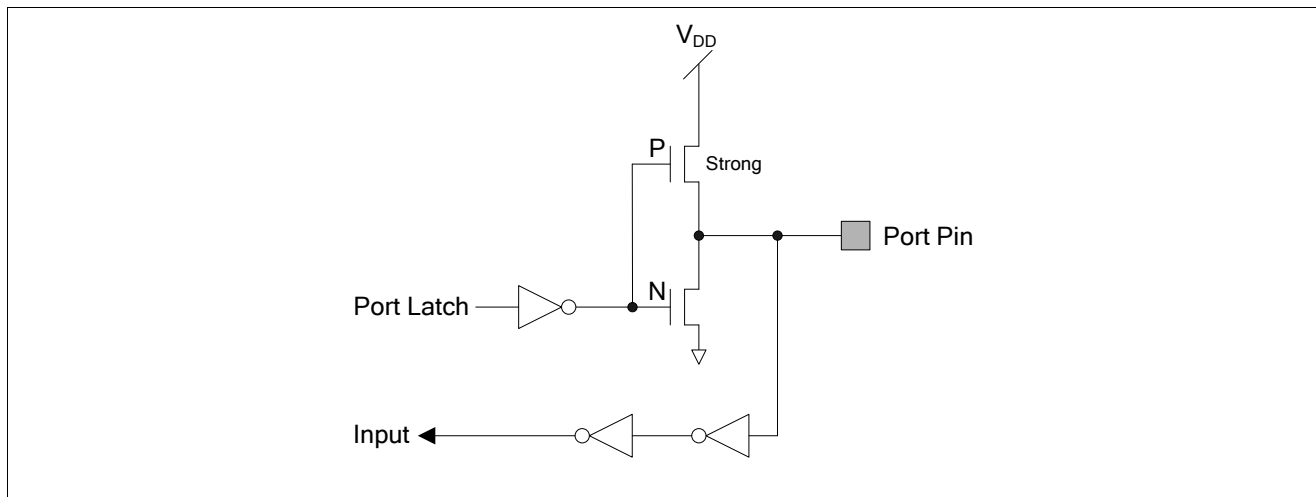 VDD
P
Strong
Port Pin
N
Port Latch
Input